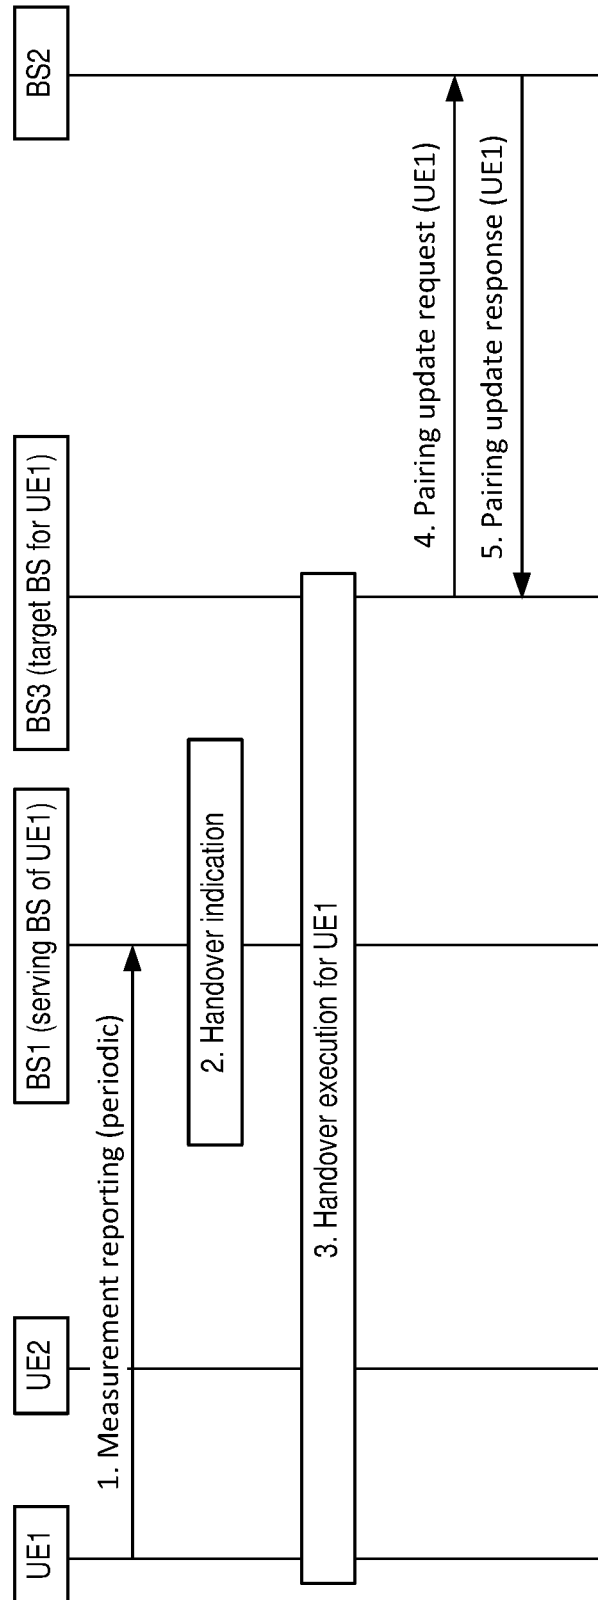 UE1
UE2
BS1 (serving BS of UE1)
BS3 (target BS for UE1)
BS2
1. Measurement reporting (periodic)
2. Handover indication
3. Handover execution for UE1
4. Pairing update request (UE1)
5. Pairing update response (UE1)